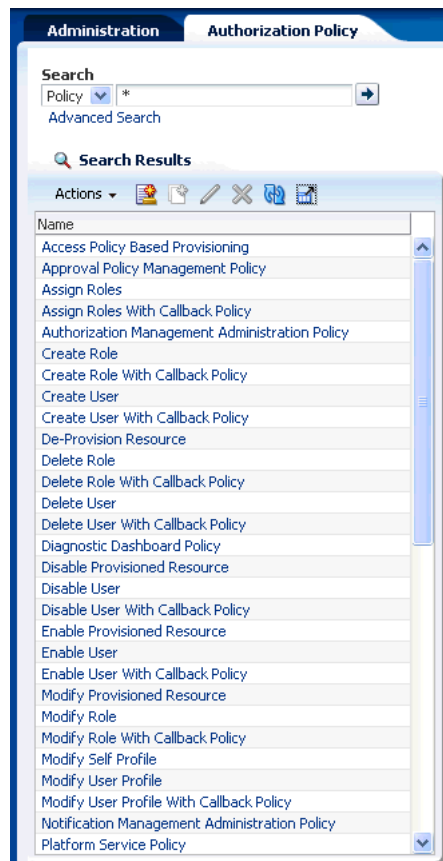 Administration Authorization Policy
Search
Policy *
Advanced Search
Search Results
Actions
Name
Access Policy Based Provisioning
Approval Policy Management Policy
Assign Roles
Assign Roles With Callback Policy
Authorization Management Administration Policy
Create Role
Create Role With Callback Policy
Create User
Create User With Callback Policy
De-Provision Resource
Delete Role
Delete Role With Callback Policy
Delete User
Delete User With Callback Policy
Diagnostic Dashboard Policy
Disable Provisioned Resource
Disable User
Disable User With Callback Policy
Enable Provisioned Resource
Enable User
Enable User With Callback Policy
Modify Provisioned Resource
Modify Role
Modify Role With Callback Policy
Modify Self Profile
Modify User Profile
Modify User Profile With Callback Policy
Notification Management Administration Policy
Platform Service Policy